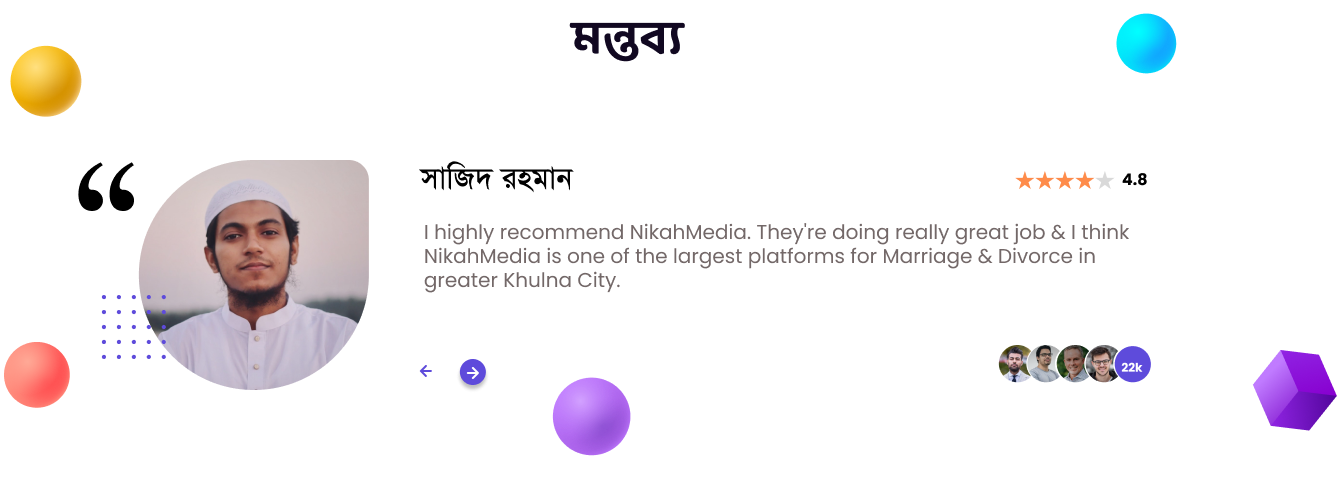 মন্তব্য
“
সাজিদ রহমান
4.8
I highly recommend NikahMedia. They're doing really great job & I think
NikahMedia is one of the largest platforms for Marriage & Divorce in
greater Khulna City.
22k